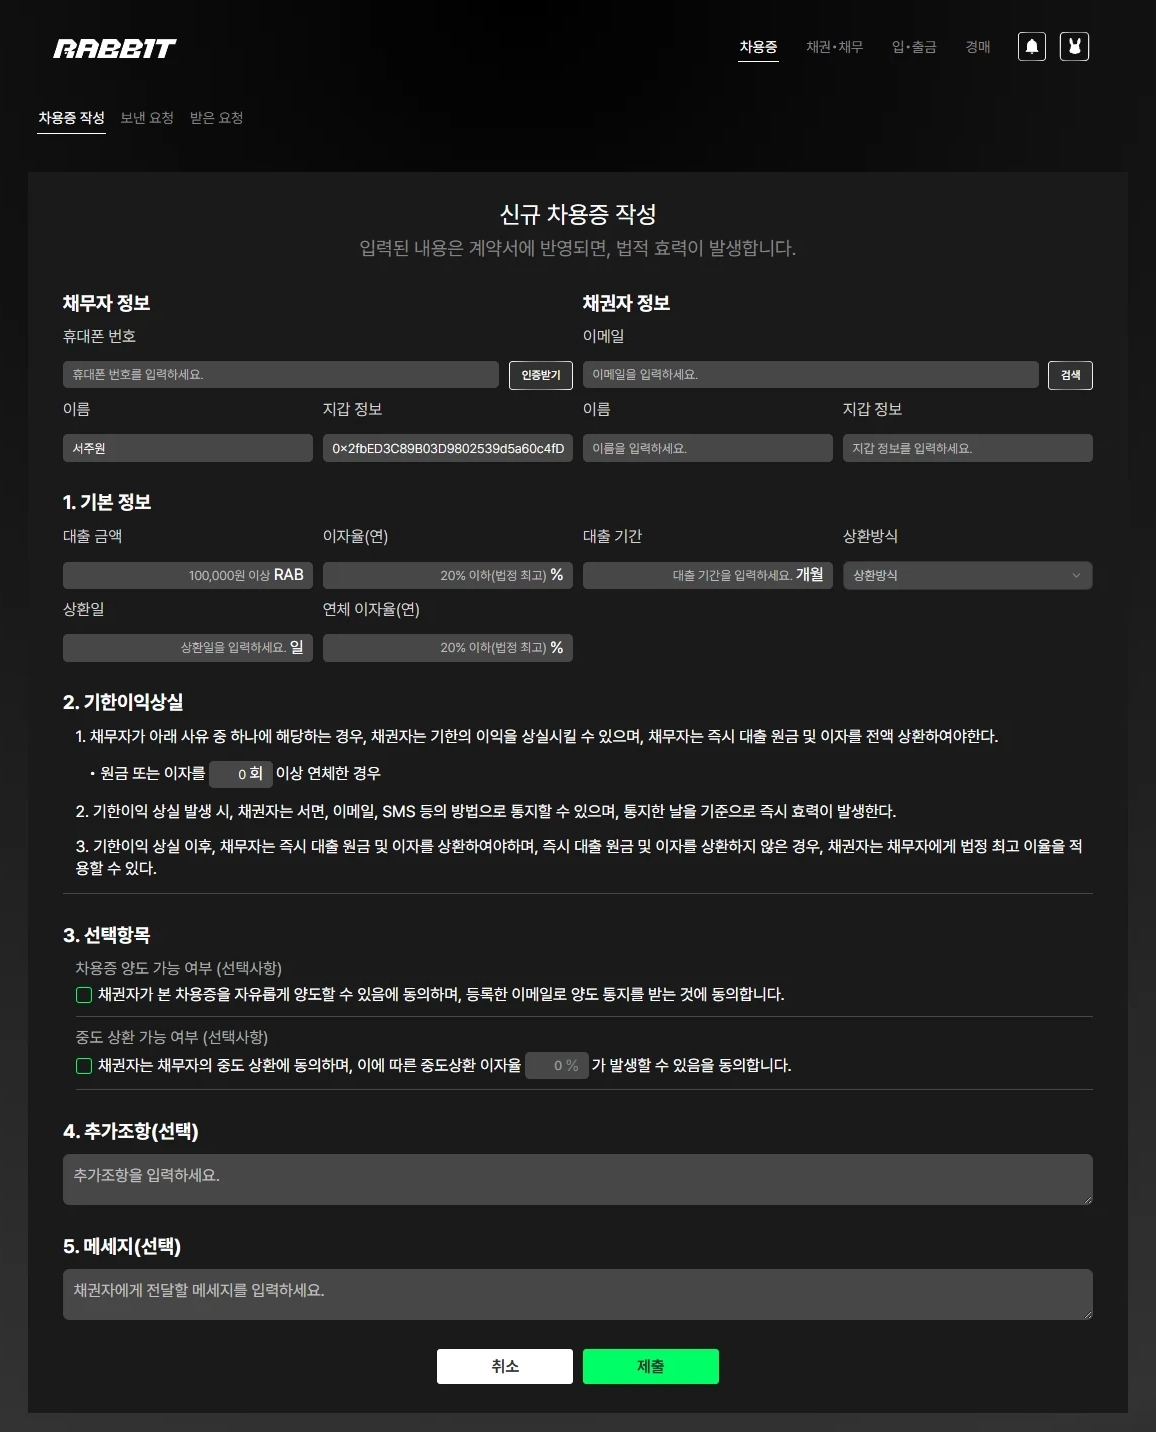 RABBIT
차용증 채권•채무 입•출금 경매
차용증 작성 보낸 요청 받은 요청
신규 차용증 작성
입력된 내용은 계약서에 반영되면, 법적 효력이 발생합니다.
채무자 정보
휴대폰 번호
휴대폰 번호를 입력하세요. 인증받기
이름 지갑 정보
서주원 0x2fbED3C89B03D9802539d5a60c4fD
채권자 정보
이메일
이메일을 입력하세요. 검색
이름 지갑 정보
이름을 입력하세요. 지갑 정보를 입력하세요.
1. 기본 정보
대출 금액 이자율(연) 대출 기간 상환방식
100,000원 이상 RAB 20% 이하(법정 최고) % 대출 기간을 입력하세요. 개월 상환방식
상환일 연체 이자율(연)
상환일을 입력하세요. 일 20% 이하(법정 최고) %
2. 기한이익상실
1. 채무자가 아래 사유 중 하나에 해당하는 경우, 채권자는 기한의 이익을 상실시킬 수 있으며, 채무자는 즉시 대출 원금 및 이자를 전액 상환하여야한다.
• 원금 또는 이자를 0 회 이상 연체한 경우
2. 기한이익 상실 발생 시, 채권자는 서면, 이메일, SMS 등의 방법으로 통지할 수 있으며, 통지한 날을 기준으로 즉시 효력이 발생한다.
3. 기한이익 상실 이후, 채무자는 즉시 대출 원금 및 이자를 상환하여야하며, 즉시 대출 원금 및 이자를 상환하지 않은 경우, 채권자는 채무자에게 법정 최고 이율을 적
용할 수 있다.
3. 선택항목
차용증 양도 가능 여부 (선택사항)
채권자가 본 차용증을 자유롭게 양도할 수 있음에 동의하며, 등록한 이메일로 양도 통지를 받는 것에 동의합니다.
중도 상환 가능 여부 (선택사항)
채권자는 채무자의 중도 상환에 동의하며, 이에 따른 중도상환 이자율 0 % 가 발생할 수 있음을 동의합니다.
4. 추가조항(선택)
추가조항을 입력하세요.
5. 메세지(선택)
채권자에게 전달할 메세지를 입력하세요.
취소 제출